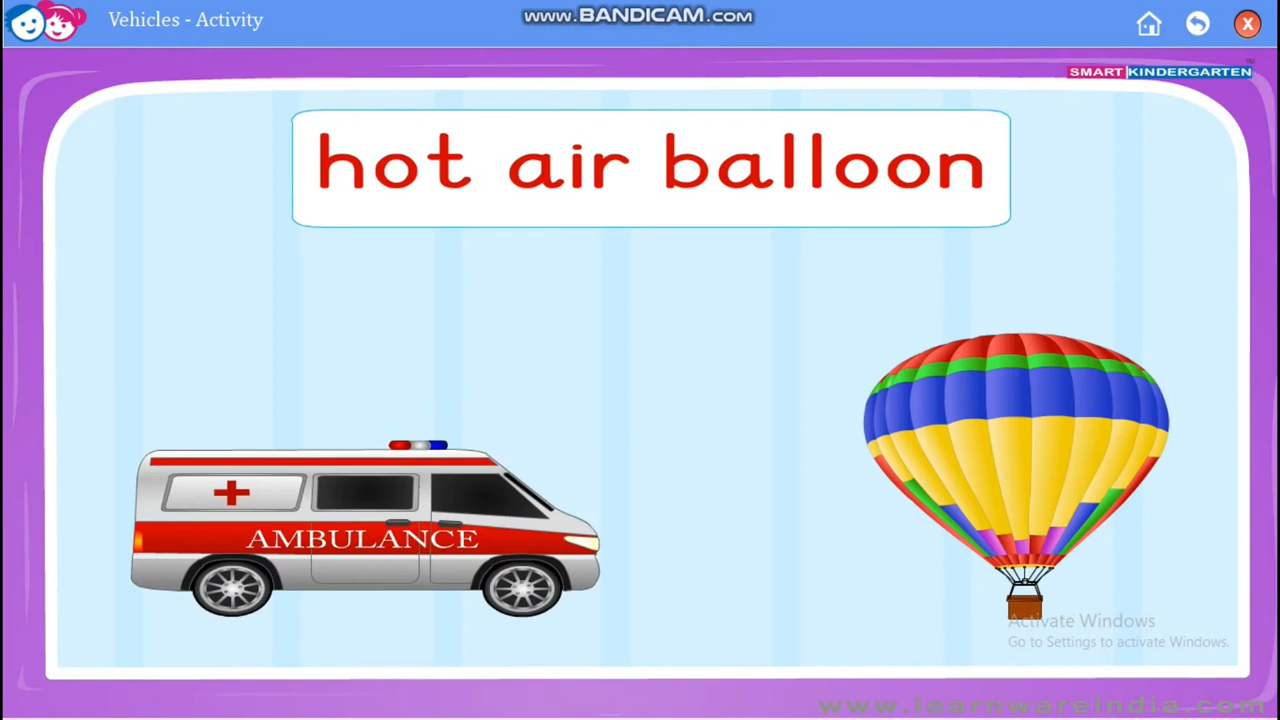 Vehicles - Activity
www.BANDICAM.COM
X
SMART KINDERGARTEN TM
hot air balloon
AMBULANCE
Activate Windows
Go to Settings to activate Windows.
www.learnwareindia.com